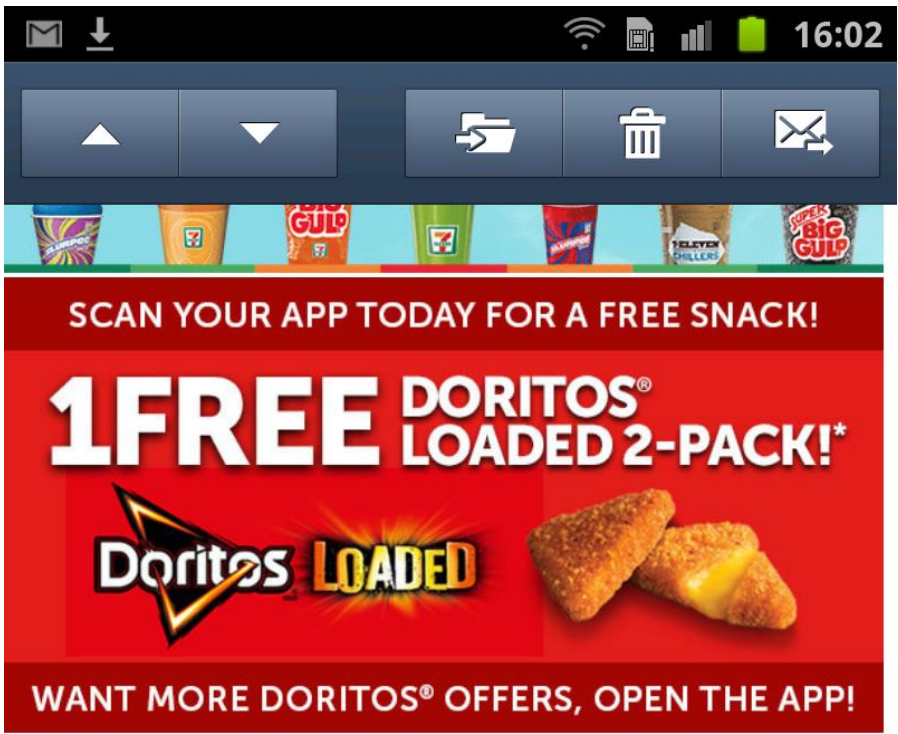 16:02
SLURPEE
BIG
GULP
7-ELEVEN
CHILLERS
SUPER
BIG
GULP
SCAN YOUR APP TODAY FOR A FREE SNACK!
1FREE DORITOS®
LOADED 2-PACK!*
Doritos LOADED
WANT MORE DORITOS® OFFERS, OPEN THE APP!